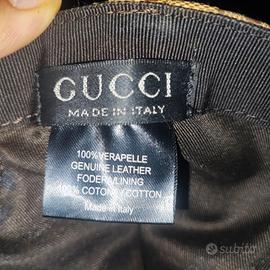 GUCCI
MADE IN ITALY
100%VERAPELLE
GENUINE LEATHER
FODERA/LINING
100% COTONE/COTTON
Made in Italy
subito